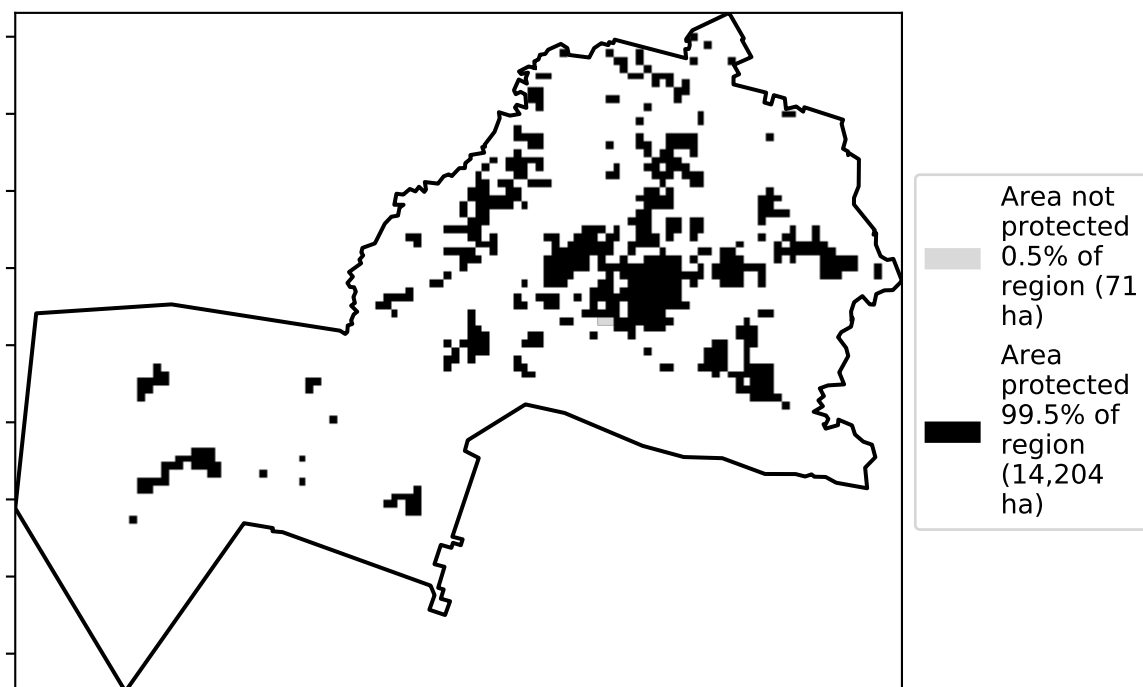 Area not
protected
0.5% of
region (71
ha)
Area
protected
99.5% of
region
(14,204
ha)